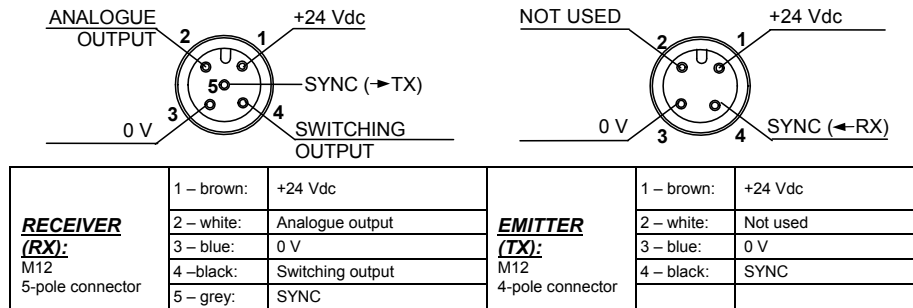 ANALOGUE
OUTPUT
2
1
+24 Vdc
5
SYNC (→TX)
3
4
0 V
SWITCHING
OUTPUT
NOT USED
2
1
+24 Vdc
0 V
3
4
SYNC (←RX)
RECEIVER
(RX):
M12
5-pole connector
1 – brown: +24 Vdc
2 – white: Analogue output
3 – blue: 0 V
4 –black: Switching output
5 – grey: SYNC
EMITTER
(TX):
M12
4-pole connector
1 – brown: +24 Vdc
2 – white: Not used
3 – blue: 0 V
4 – black: SYNC